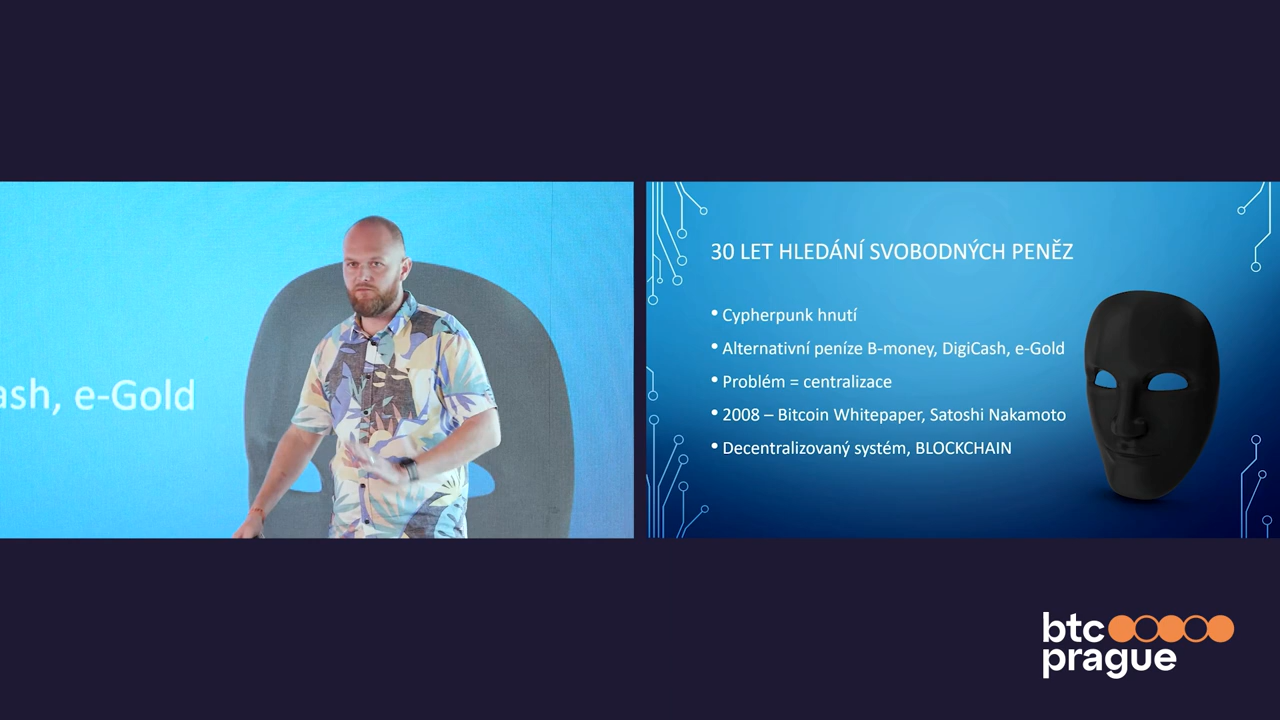 ash, e-Gold
30 LET HLEDÁNÍ SVOBODNÝCH PENĚZ
• Cypherpunk hnutí
• Alternativní peníze B-money, DigiCash, e-Gold
• Problém = centralizace
• 2008 – Bitcoin Whitepaper, Satoshi Nakamoto
• Decentralizovaný systém, BLOCKCHAIN
btc
prague